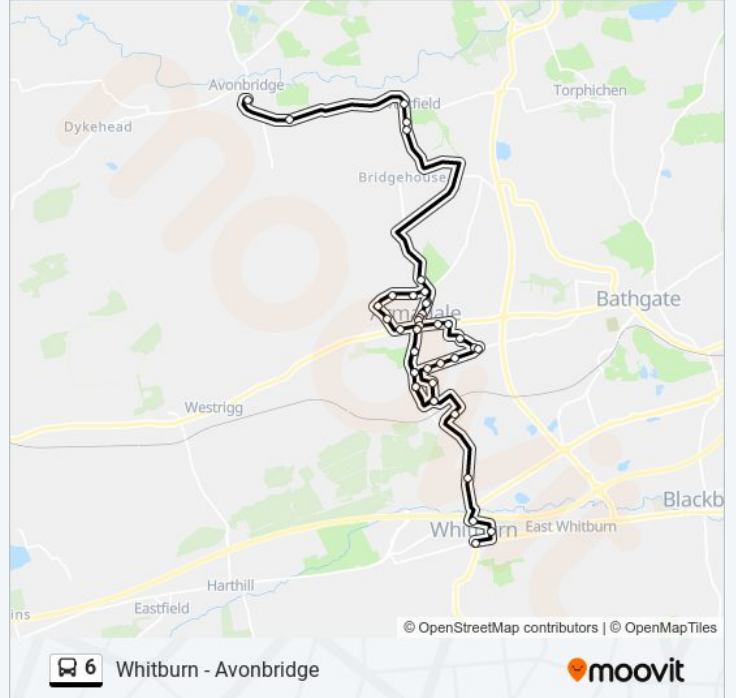 Avonbridge
Torphichen
Dykehead
Bridgehouse
Bathgate
Westrigg
Blackb
Whitburn
East Whitburn
Harthill
Eastfield
ins
© OpenStreetMap contributors | © OpenMapTiles
6 Whitburn - Avonbridge
moovit